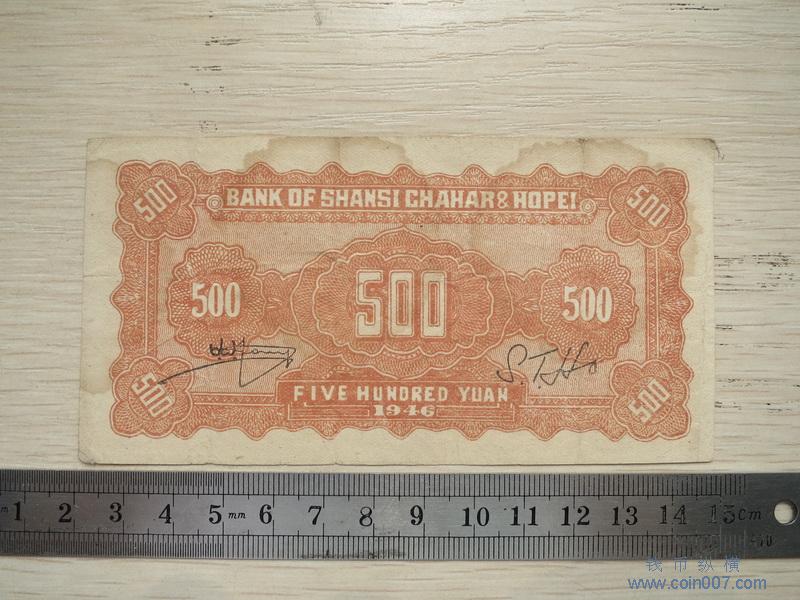 500 500
BANK OF SHANSI CHAHAR & HOPEI
500 500 500
S. T. Ho
500 500
FIVE HUNDRED YUAN
1946
1 2 3 4 5 mm 6 7 8 9 10 11 12 13 14 15cm
钱币纵横
www.coin007.com